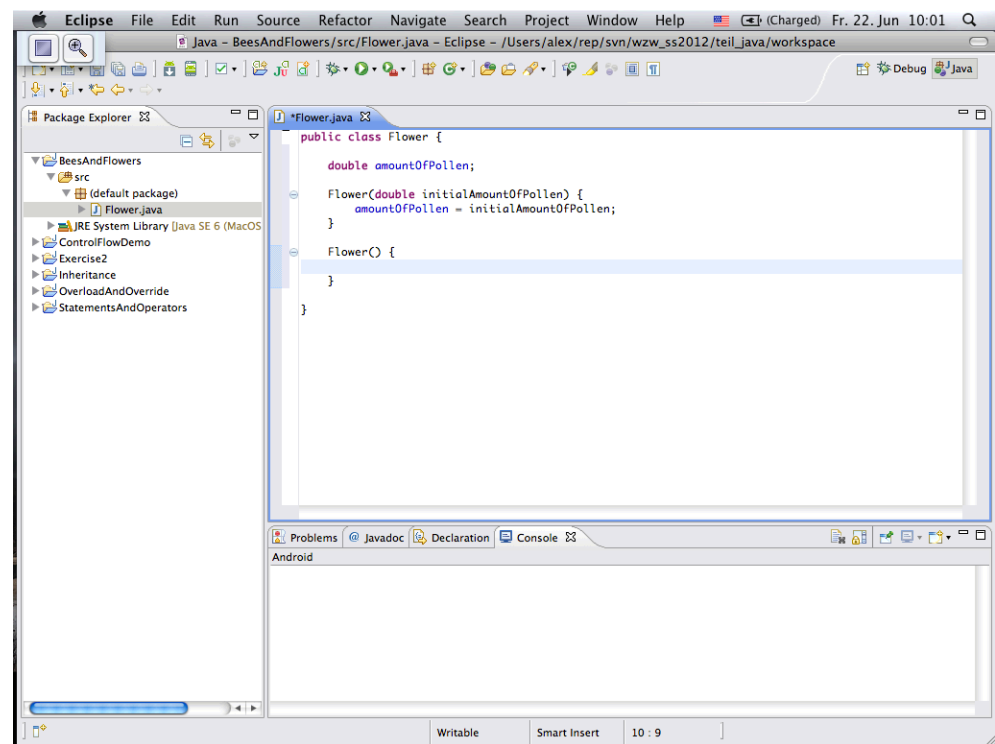 Eclipse File Edit Run Source Refactor Navigate Search Project Window Help (Charged) Fr. 22. Jun 10:01
Java – BeesAndFlowers/src/Flower.java – Eclipse – /Users/alex/rep/svn/wzw_ss2012/teil_java/workspace
Debug Java
Package Explorer
BeesAndFlowers
src
(default package)
Flower.java
JRE System Library [Java SE 6 (MacOS
ControlFlowDemo
Exercise2
Inheritance
OverloadAndOverride
StatementsAndOperators
*Flower.java
public class Flower {
double amountOfPollen;
Flower(double initialAmountOfPollen) {
amountOfPollen = initialAmountOfPollen;
}
Flower() {
}
}
Problems @ Javadoc Declaration Console
Android
Writable Smart Insert 10 : 9